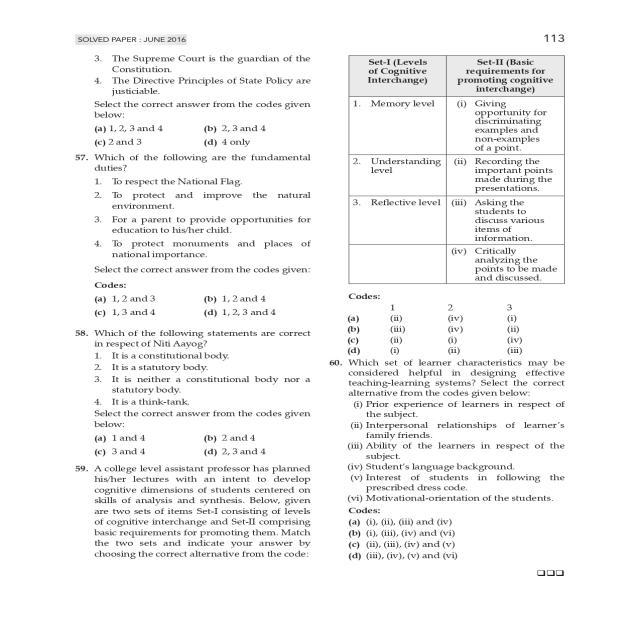 SOLVED PAPER : JUNE 2016
113
3. The Supreme Court is the guardian of the
Constitution.
4. The Directive Principles of State Policy are
justiciable.
Select the correct answer from the codes given
below:
(a) 1, 2, 3 and 4 (b) 2, 3 and 4
(c) 2 and 3 (d) 4 only
57. Which of the following are the fundamental
duties?
1. To respect the National Flag.
2. To protect and improve the natural
environment.
3. For a parent to provide opportunities for
education to his/her child.
4. To protect monuments and places of
national importance.
Select the correct answer from the codes given:
Codes:
(a) 1, 2 and 3 (b) 1, 2 and 4
(c) 1, 3 and 4 (d) 1, 2, 3 and 4
58. Which of the following statements are correct
in respect of Niti Aayog?
1. It is a constitutional body.
2. It is a statutory body.
3. It is neither a constitutional body nor a
statutory body.
4. It is a think-tank.
Select the correct answer from the codes given
below:
(a) 1 and 4 (b) 2 and 4
(c) 3 and 4 (d) 2, 3 and 4
59. A college level assistant professor has planned
his/her lectures with an intent to develop
cognitive dimensions of students centered on
skills of analysis and synthesis. Below, given
are two sets of items Set-I consisting of levels
of cognitive interchange and Set-II comprising
basic requirements for promoting them. Match
the two sets and indicate your answer by
choosing the correct alternative from the code:
Set-I (Levels
of Cognitive
Interchange)
Set-II (Basic
requirements for
promoting cognitive
interchange)
1. Memory level
(i) Giving
opportunity for
discriminating
examples and
non-examples
of a point.
2. Understanding
level
(ii) Recording the
important points
made during the
presentations.
3. Reflective level
(iii) Asking the
students to
discuss various
items of
information.
(iv) Critically
analyzing the
points to be made
and discussed.
Codes:
1 2 3
(a) (ii) (iv) (i)
(b) (iii) (iv) (ii)
(c) (ii) (i) (iv)
(d) (i) (ii) (iii)
60. Which set of learner characteristics may be
considered helpful in designing effective
teaching-learning systems? Select the correct
alternative from the codes given below:
(i) Prior experience of learners in respect of
the subject.
(ii) Interpersonal relationships of learner's
family friends.
(iii) Ability of the learners in respect of the
subject.
(iv) Student's language background.
(v) Interest of students in following the
prescribed dress code.
(vi) Motivational-orientation of the students.
Codes:
(a) (i), (ii), (iii) and (iv)
(b) (i), (iii), (iv) and (vi)
(c) (ii), (iii), (iv) and (v)
(d) (iii), (iv), (v) and (vi)